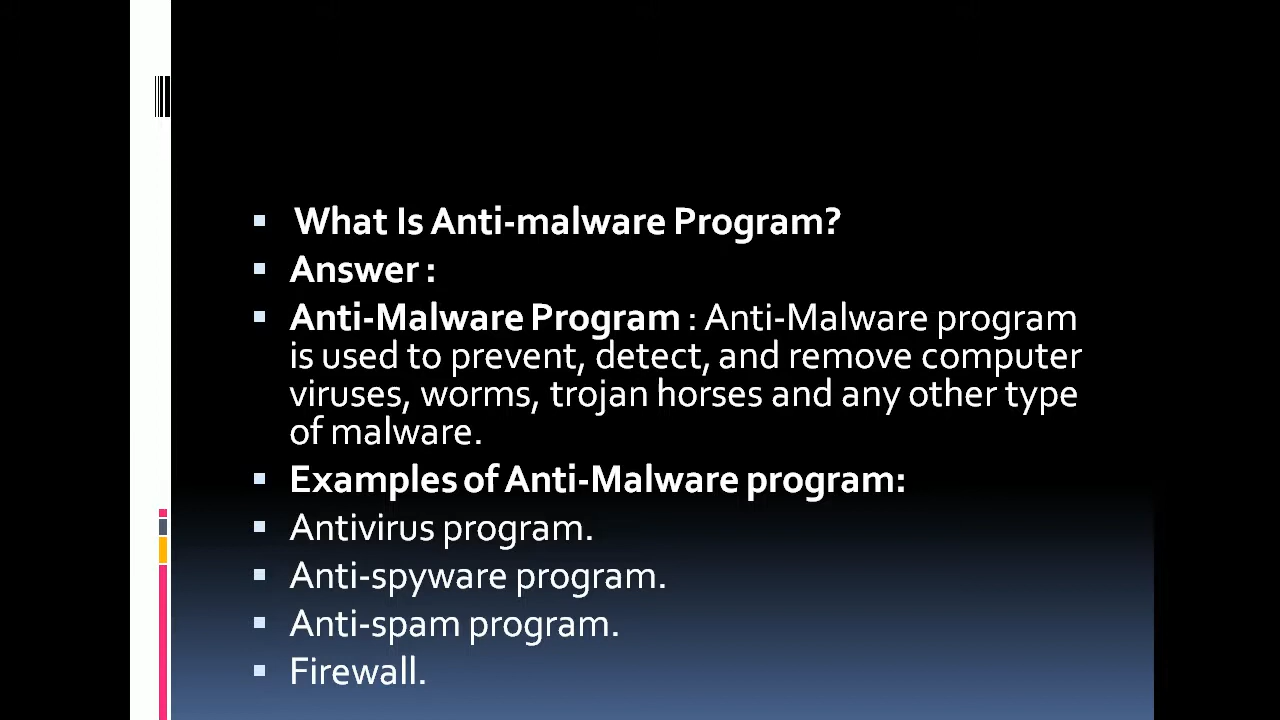 What Is Anti-malware Program?
Answer :
Anti-Malware Program : Anti-Malware program
is used to prevent, detect, and remove computer
viruses, worms, trojan horses and any other type
of malware.
Examples of Anti-Malware program:
Antivirus program.
Anti-spyware program.
Anti-spam program.
Firewall.